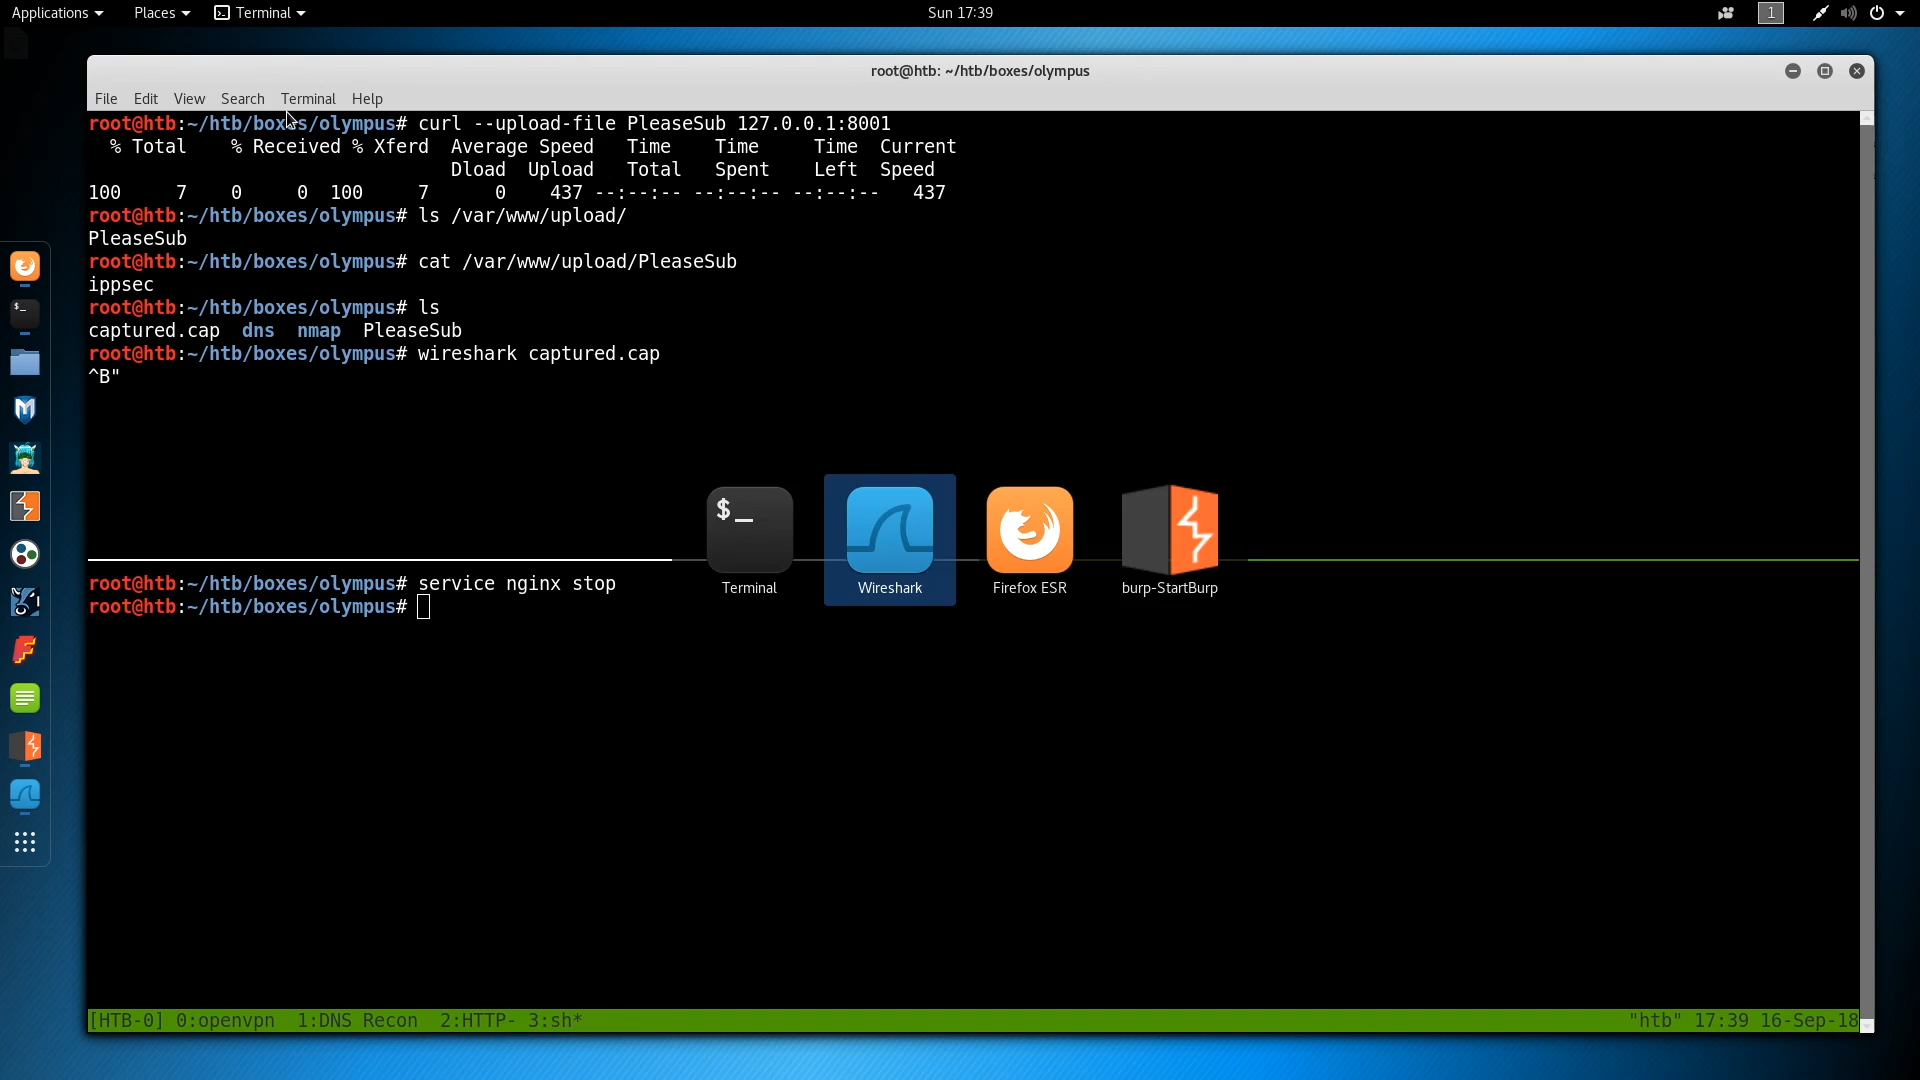 Applications Places Terminal Sun 17:39 1
root@htb: ~/htb/boxes/olympus
File Edit View Search Terminal Help
root@htb:~/htb/boxes/olympus# curl --upload-file PleaseSub 127.0.0.1:8001
% Total % Received % Xferd Average Speed Time Time Time Current
Dload Upload Total Spent Left Speed
100 7 0 0 100 7 0 437 --:--:-- --:--:-- --:--:-- 437
root@htb:~/htb/boxes/olympus# ls /var/www/upload/
PleaseSub
root@htb:~/htb/boxes/olympus# cat /var/www/upload/PleaseSub
ippsec
root@htb:~/htb/boxes/olympus# ls
captured.cap dns nmap PleaseSub
root@htb:~/htb/boxes/olympus# wireshark captured.cap
^B"
$_
Terminal Wireshark Firefox ESR burp-StartBurp
root@htb:~/htb/boxes/olympus# service nginx stop
root@htb:~/htb/boxes/olympus#
[HTB-0] 0:openvpn 1:DNS Recon 2:HTTP- 3:sh* "htb" 17:39 16-Sep-18